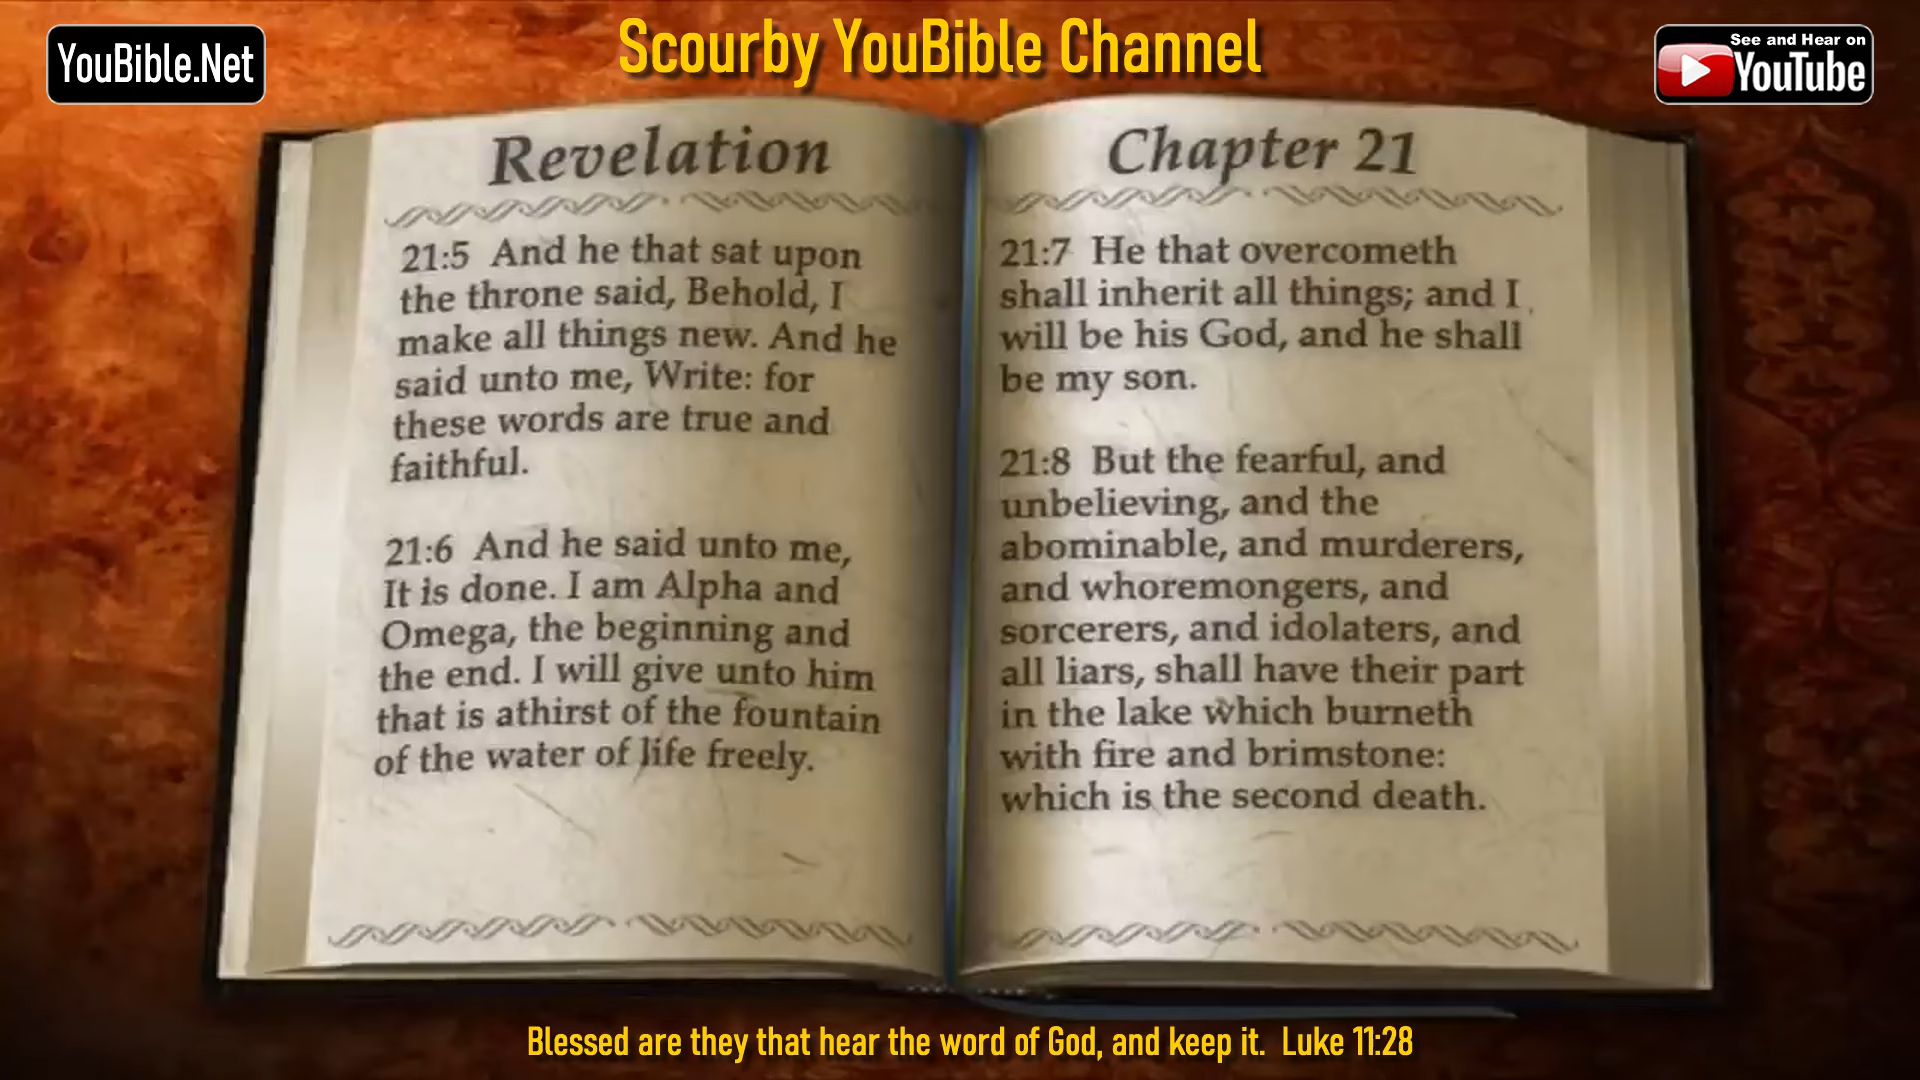 YouBible.Net
Scourby YouBible Channel
See and Hear on
YouTube
Revelation
21:5 And he that sat upon
the throne said, Behold, I
make all things new. And he
said unto me, Write: for
these words are true and
faithful.
21:6 And he said unto me,
It is done. I am Alpha and
Omega, the beginning and
the end. I will give unto him
that is athirst of the fountain
of the water of life freely.
Chapter 21
21:7 He that overcometh
shall inherit all things; and I
will be his God, and he shall
be my son.
21:8 But the fearful, and
unbelieving, and the
abominable, and murderers,
and whoremongers, and
sorcerers, and idolaters, and
all liars, shall have their part
in the lake which burneth
with fire and brimstone:
which is the second death.
Blessed are they that hear the word of God, and keep it. Luke 11:28